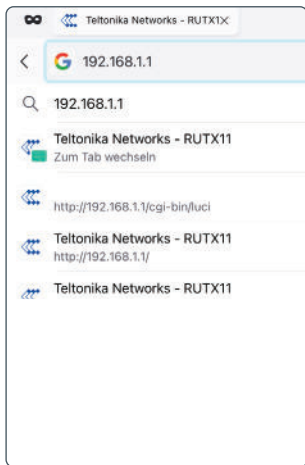 Teltonika Networks - RUTX1
192.168.1.1
192.168.1.1
Teltonika Networks - RUTX11
Zum Tab wechseln
http://192.168.1.1/cgi-bin/luci
Teltonika Networks - RUTX11
http://192.168.1.1/
Teltonika Networks - RUTX11